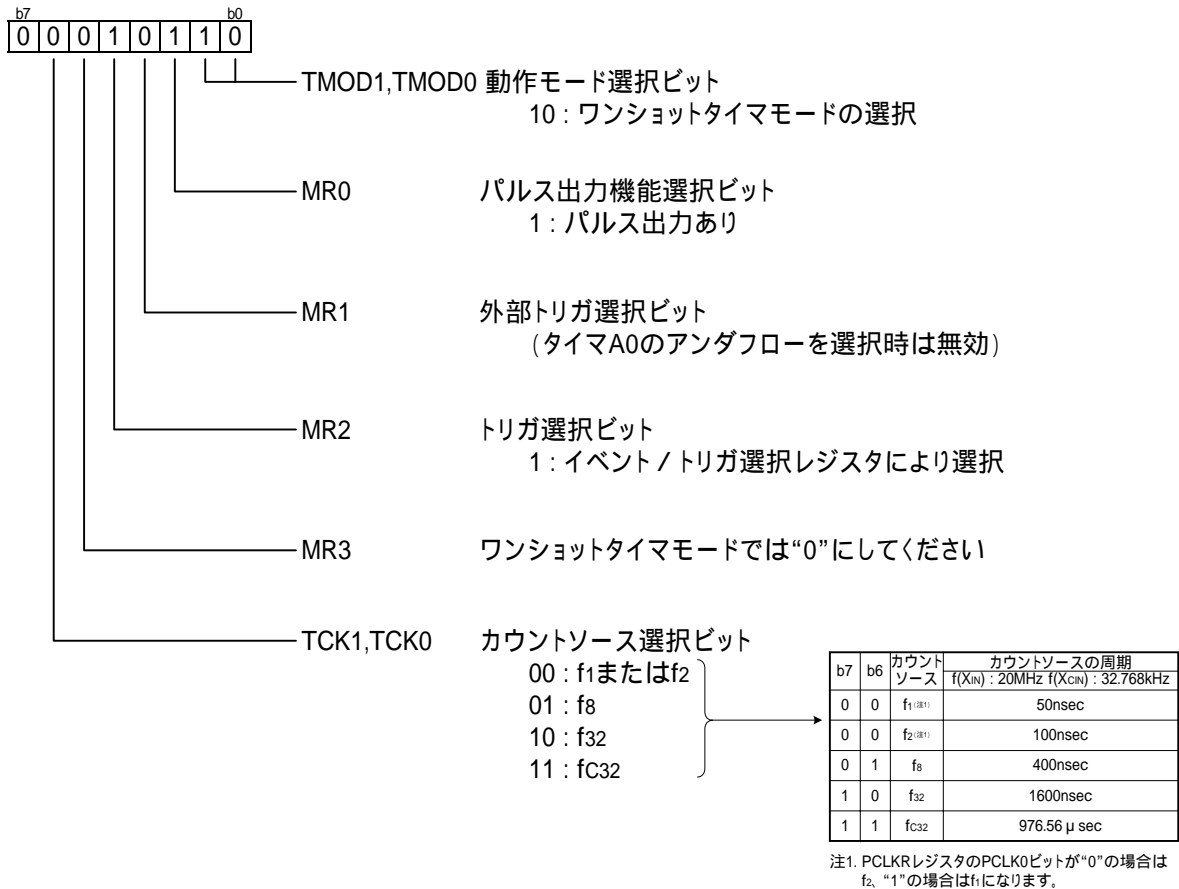 b7 b0
0 0 0 1 0 1 1 0
TMOD1,TMOD0 動作モード選択ビット
10 : ワンショットタイマモードの選択
MR0 パルス出力機能選択ビット
1 : パルス出力あり
MR1 外部トリガ選択ビット
(タイマA0のアンダフローを選択時は無効)
MR2 トリガ選択ビット
1 : イベント / トリガ選択レジスタにより選択
MR3 ワンショットタイマモードでは“0”にしてください
TCK1,TCK0 カウントソース選択ビット
00 : f1またはf2
01 : f8
10 : f32
11 : fC32
b7 b6 カウントソース カウントソースの周期
f(XIN) : 20MHz f(XCIN) : 32.768kHz
0 0 f1(注1) 50nsec
0 0 f2(注1) 100nsec
0 1 f8 400nsec
1 0 f32 1600nsec
1 1 fC32 976.56 μ sec
注1. PCLKRレジスタのPCLK0ビットが“0”の場合は
f2、“1”の場合はf1になります。